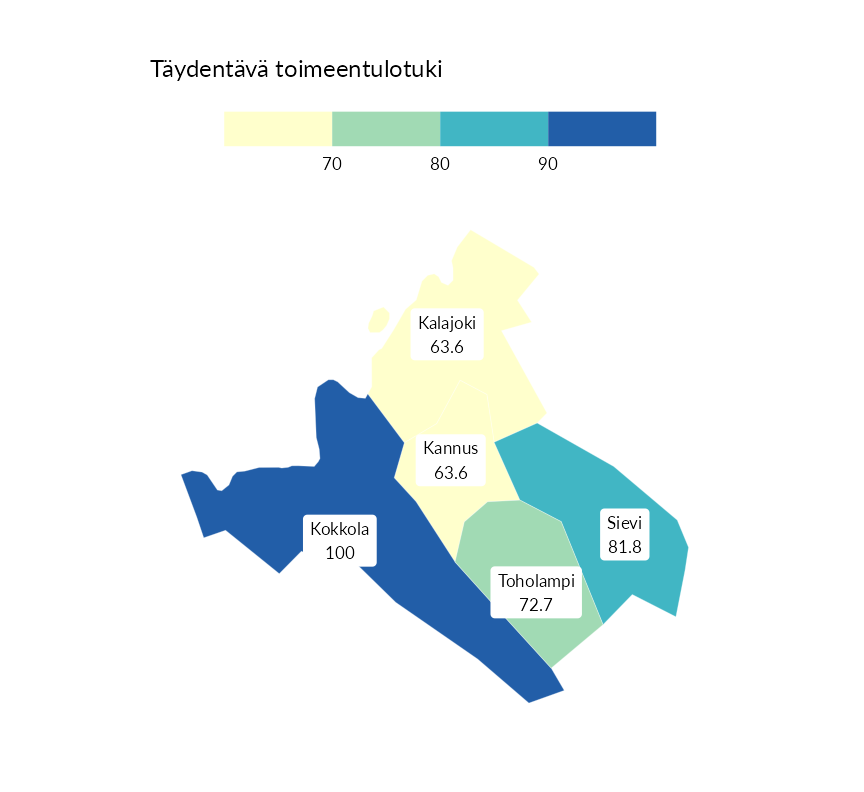 Täydentävä toimeentulotuki
70 80 90
Kalajoki
63.6
Kannus
63.6
Kokkola
100
Sievi
81.8
Toholampi
72.7